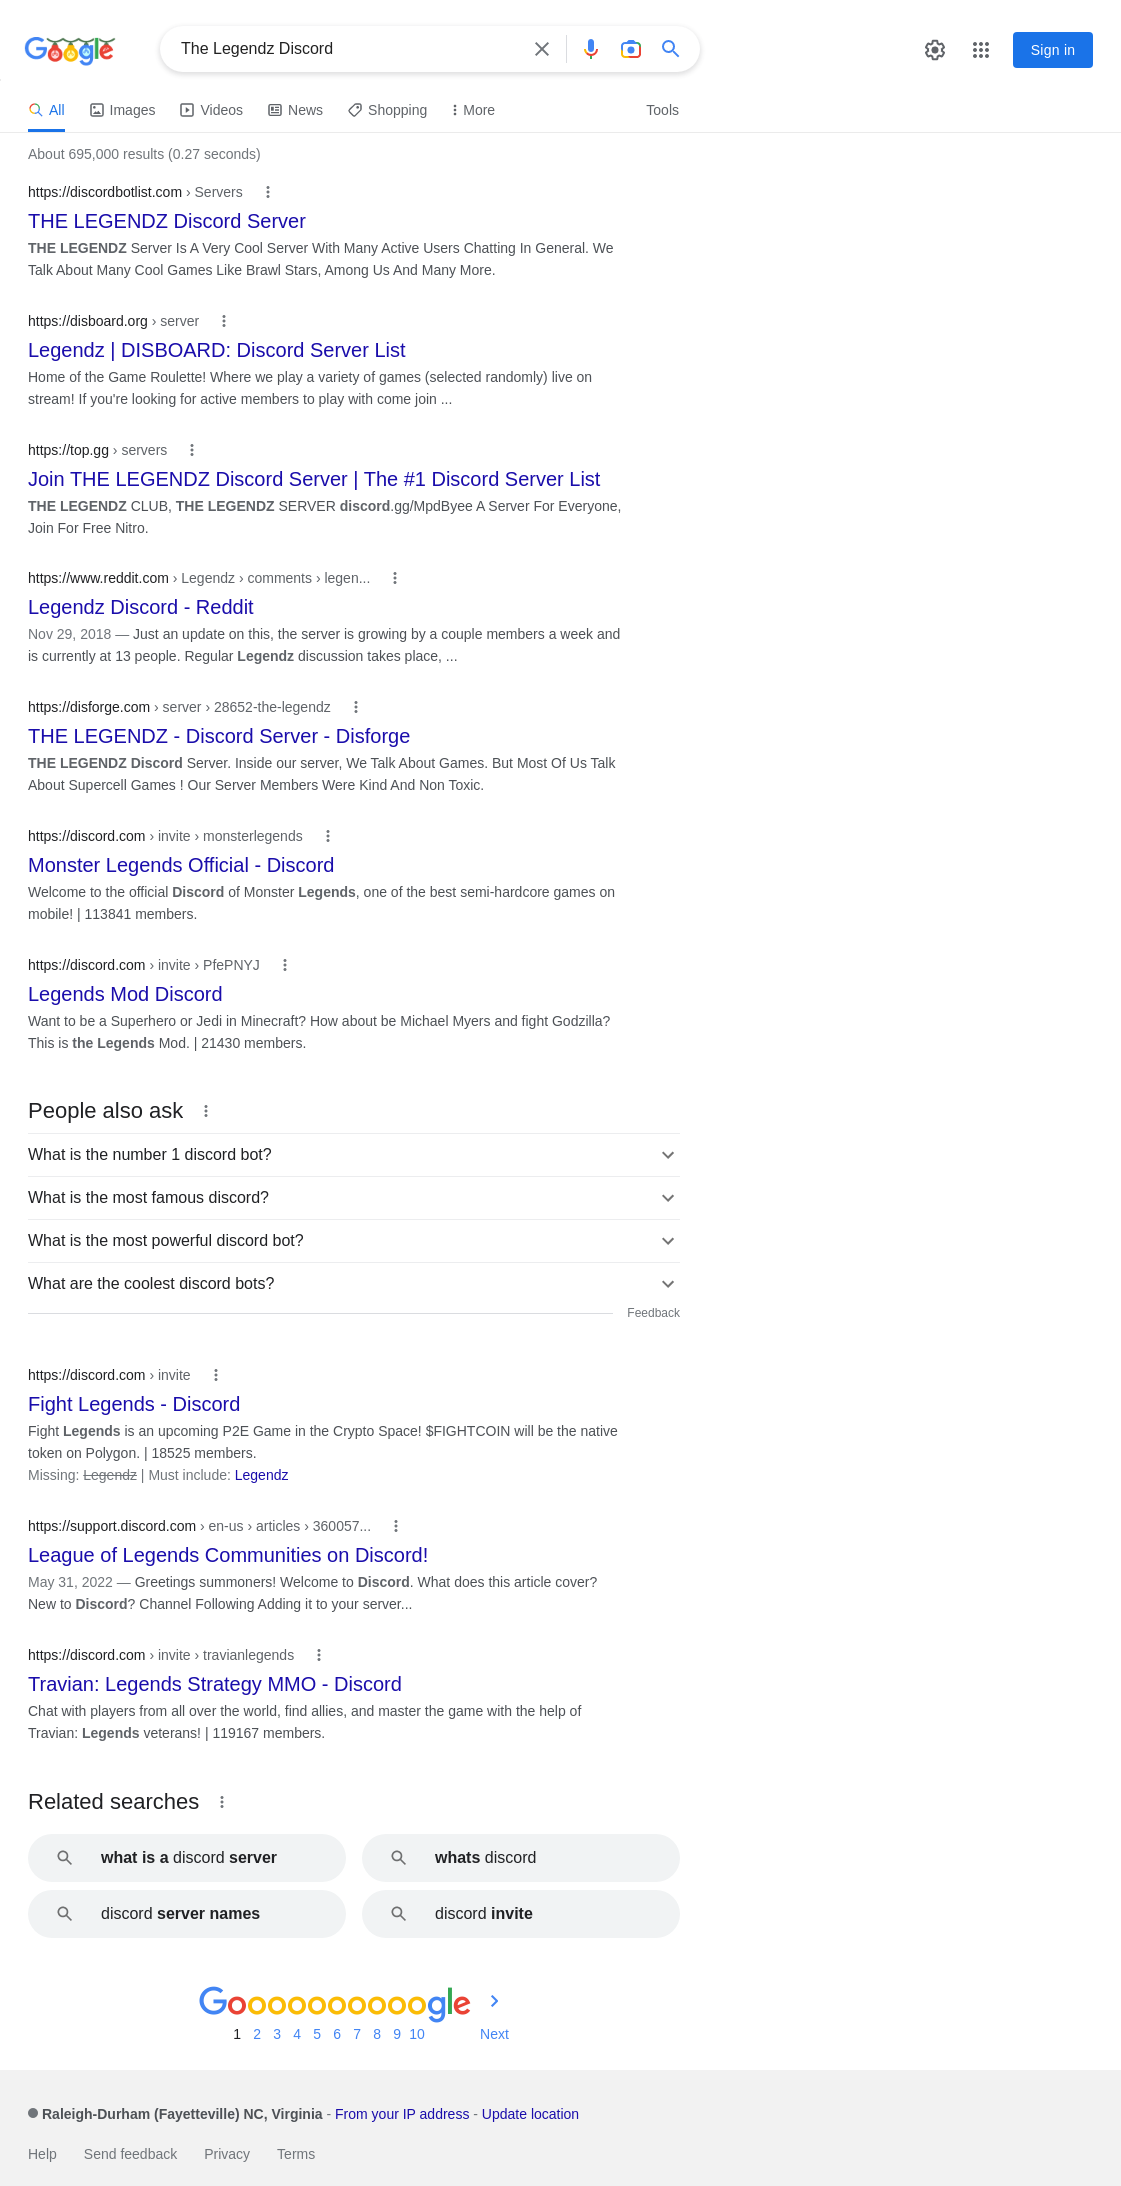 Google
The Legendz Discord
Sign in
All Images Videos News Shopping More Tools
About 695,000 results (0.27 seconds)
https://discordbotlist.com › Servers
THE LEGENDZ Discord Server
THE LEGENDZ Server Is A Very Cool Server With Many Active Users Chatting In General. We
Talk About Many Cool Games Like Brawl Stars, Among Us And Many More.
https://disboard.org › server
Legendz | DISBOARD: Discord Server List
Home of the Game Roulette! Where we play a variety of games (selected randomly) live on
stream! If you're looking for active members to play with come join ...
https://top.gg › servers
Join THE LEGENDZ Discord Server | The #1 Discord Server List
THE LEGENDZ CLUB, THE LEGENDZ SERVER discord.gg/MpdByee A Server For Everyone,
Join For Free Nitro.
https://www.reddit.com › Legendz › comments › legen...
Legendz Discord - Reddit
Nov 29, 2018 — Just an update on this, the server is growing by a couple members a week and
is currently at 13 people. Regular Legendz discussion takes place, ...
https://disforge.com › server › 28652-the-legendz
THE LEGENDZ - Discord Server - Disforge
THE LEGENDZ Discord Server. Inside our server, We Talk About Games. But Most Of Us Talk
About Supercell Games ! Our Server Members Were Kind And Non Toxic.
https://discord.com › invite › monsterlegends
Monster Legends Official - Discord
Welcome to the official Discord of Monster Legends, one of the best semi-hardcore games on
mobile! | 113841 members.
https://discord.com › invite › PfePNYJ
Legends Mod Discord
Want to be a Superhero or Jedi in Minecraft? How about be Michael Myers and fight Godzilla?
This is the Legends Mod. | 21430 members.
People also ask
What is the number 1 discord bot?
What is the most famous discord?
What is the most powerful discord bot?
What are the coolest discord bots?
Feedback
https://discord.com › invite
Fight Legends - Discord
Fight Legends is an upcoming P2E Game in the Crypto Space! $FIGHTCOIN will be the native
token on Polygon. | 18525 members.
Missing: Legendz | Must include: Legendz
https://support.discord.com › en-us › articles › 360057...
League of Legends Communities on Discord!
May 31, 2022 — Greetings summoners! Welcome to Discord. What does this article cover?
New to Discord? Channel Following Adding it to your server...
https://discord.com › invite › travianlegends
Travian: Legends Strategy MMO - Discord
Chat with players from all over the world, find allies, and master the game with the help of
Travian: Legends veterans! | 119167 members.
Related searches
what is a discord server
whats discord
discord server names
discord invite
Goooooooooogle
1 2 3 4 5 6 7 8 9 10 Next
Raleigh-Durham (Fayetteville) NC, Virginia - From your IP address - Update location
Help Send feedback Privacy Terms